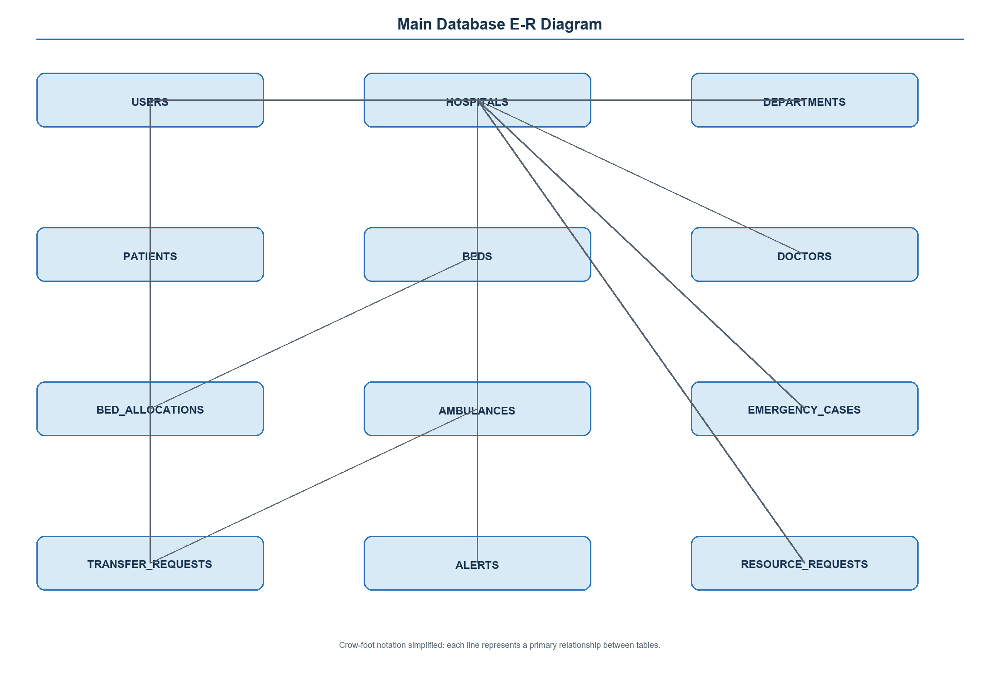 Main Database E-R Diagram
USERS
HOSPITALS
DEPARTMENTS
PATIENTS
BEDS
DOCTORS
BED_ALLOCATIONS
AMBULANCES
EMERGENCY_CASES
TRANSFER_REQUESTS
ALERTS
RESOURCE_REQUESTS
Crow-foot notation simplified: each line represents a primary relationship between tables.